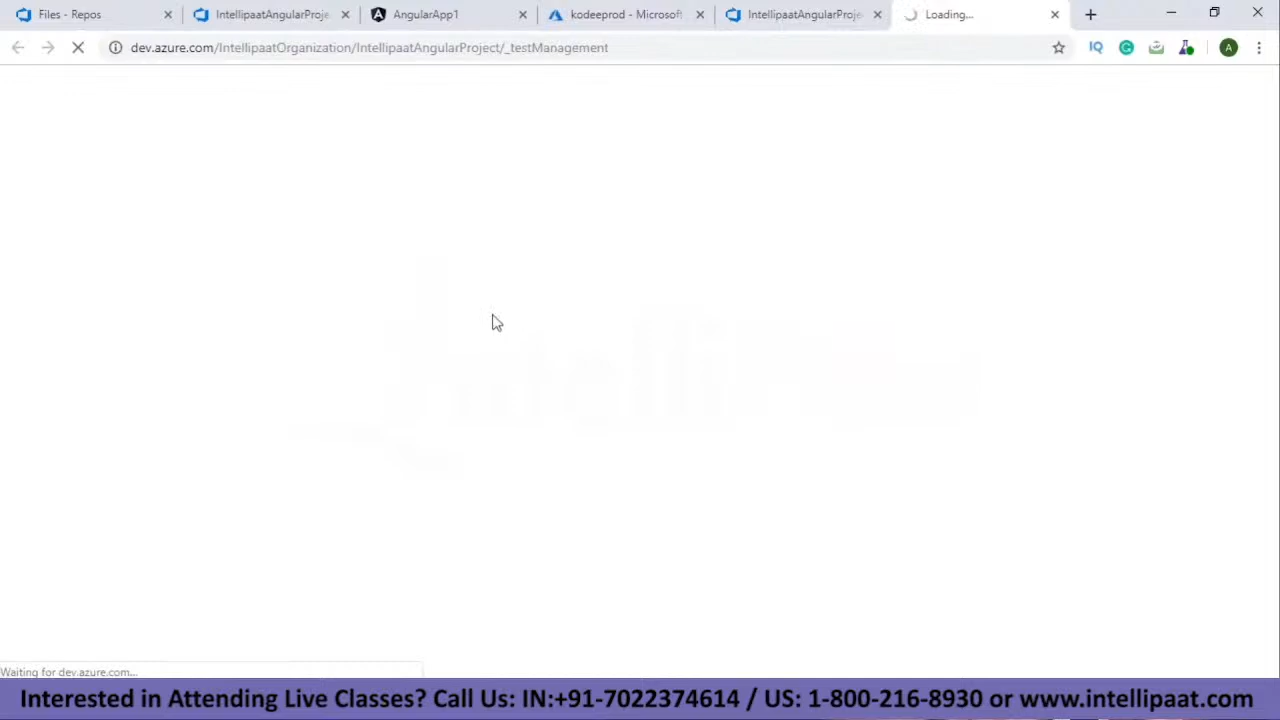 Files - Repos
IntellipaatAngularProje
AngularApp1
kodeeprod - Microsoft
IntellipaatAngularProje
Loading...
dev.azure.com/IntellipaatOrganization/IntellipaatAngularProject/_testManagement
IQ
A
Waiting for dev.azure.com...
Interested in Attending Live Classes? Call Us: IN:+91-7022374614 / US: 1-800-216-8930 or www.intellipaat.com